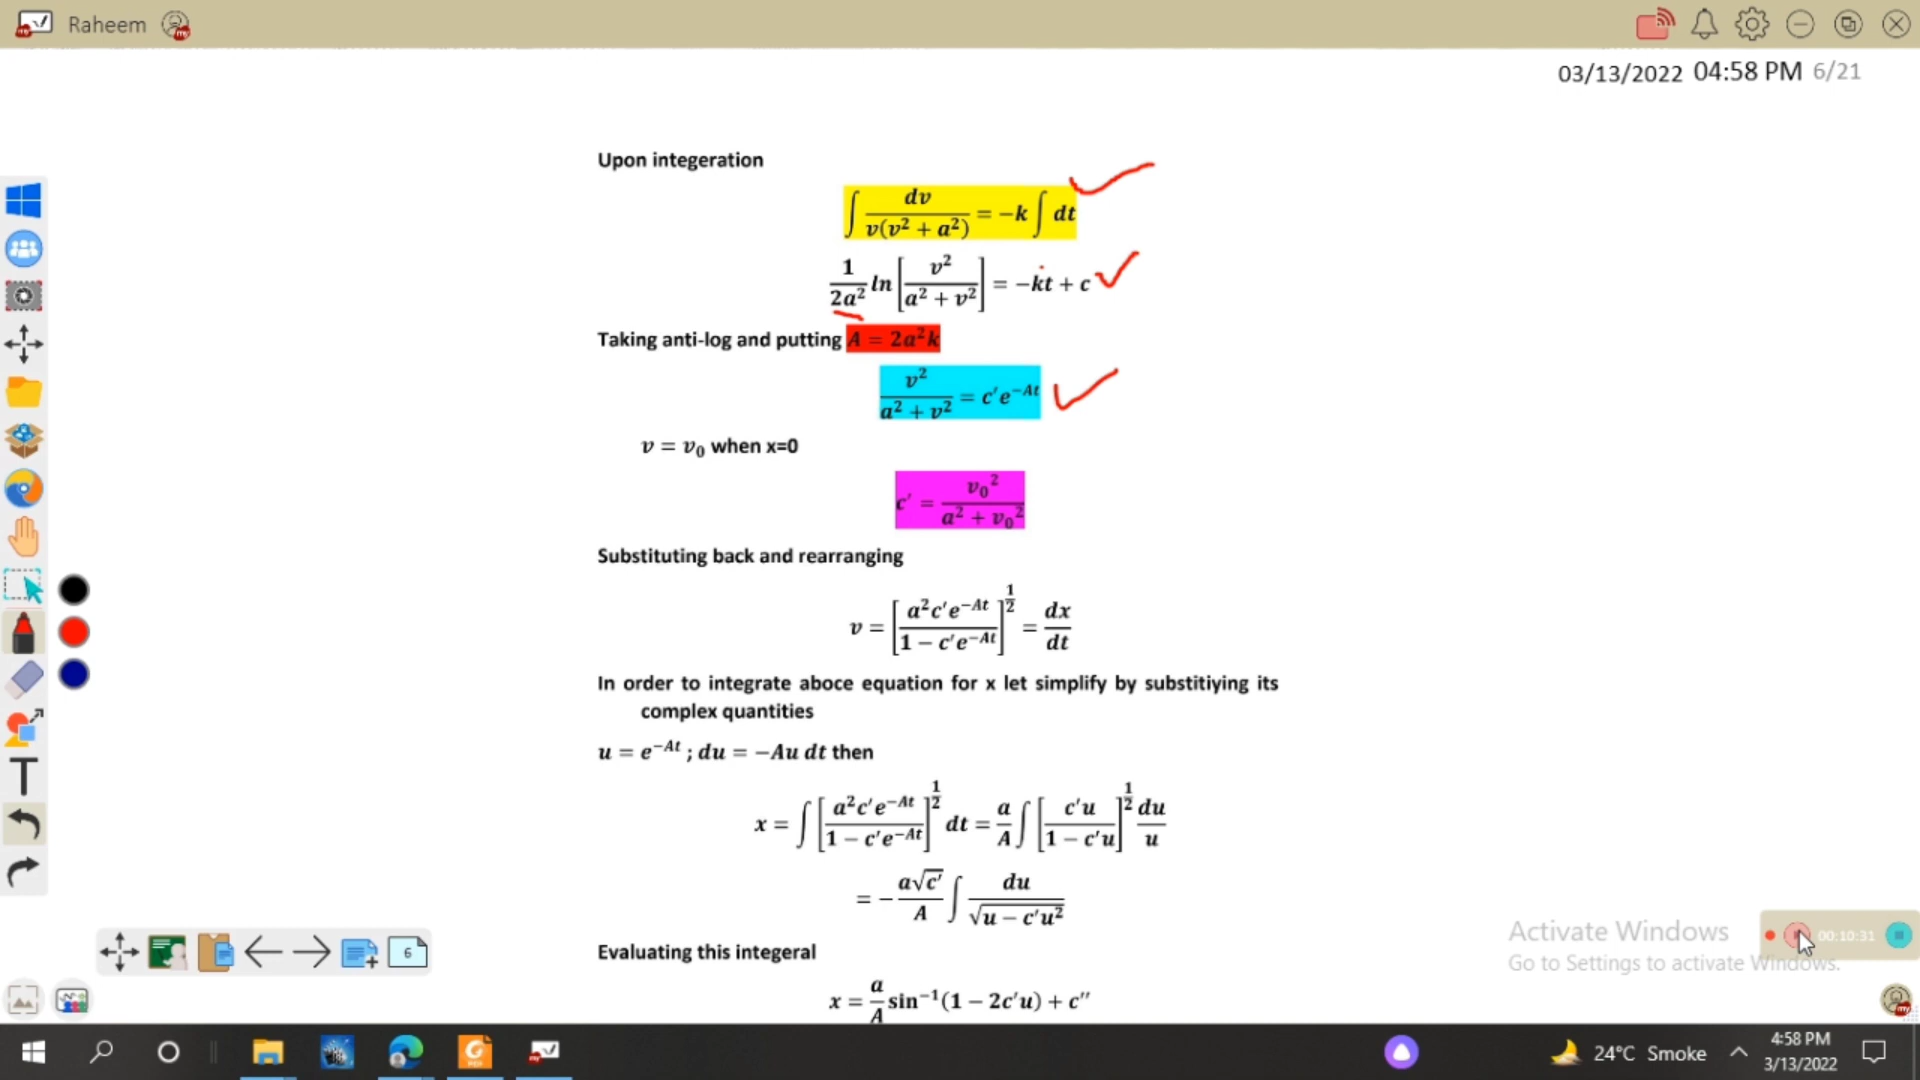 Raheem
03/13/2022 04:58 PM 6/21
Upon integeration
∫ dv / v(v² + a²) = −k ∫ dt
1 / 2a² ln [ v² / a² + v² ] = −kt + c
Taking anti-log and putting A = 2a²k
v² / a² + v² = c′e^−At
v = v₀ when x=0
c′ = v₀² / a² + v₀²
Substituting back and rearranging
v = [ a²c′e^−At / 1 − c′e^−At ]^1/2 = dx / dt
In order to integrate aboce equation for x let simplify by substitiying its
complex quantities
u = e^−At ; du = −Au dt then
x = ∫ [ a²c′e^−At / 1 − c′e^−At ]^1/2 dt = a / A ∫ [ c′u / 1 − c′u ]^1/2 du / u
= − a√c′ / A ∫ du / √u − c′u²
Evaluating this integeral
x = a / A sin⁻¹(1 − 2c′u) + c′′
T
6
Activate Windows
Go to Settings to activate Windows.
00:10:31
24°C Smoke
4:58 PM
3/13/2022